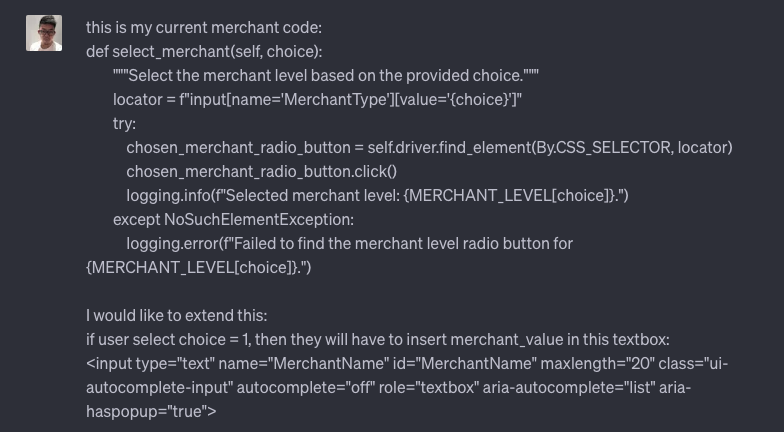 this is my current merchant code:
def select_merchant(self, choice):
"""Select the merchant level based on the provided choice."""
locator = f"input[name='MerchantType'][value='{choice}']"
try:
chosen_merchant_radio_button = self.driver.find_element(By.CSS_SELECTOR, locator)
chosen_merchant_radio_button.click()
logging.info(f"Selected merchant level: {MERCHANT_LEVEL[choice]}.")
except NoSuchElementException:
logging.error(f"Failed to find the merchant level radio button for
{MERCHANT_LEVEL[choice]}.")
I would like to extend this:
if user select choice = 1, then they will have to insert merchant_value in this textbox:
<input type="text" name="MerchantName" id="MerchantName" maxlength="20" class="ui-
autocomplete-input" autocomplete="off" role="textbox" aria-autocomplete="list" aria-
haspopup="true">